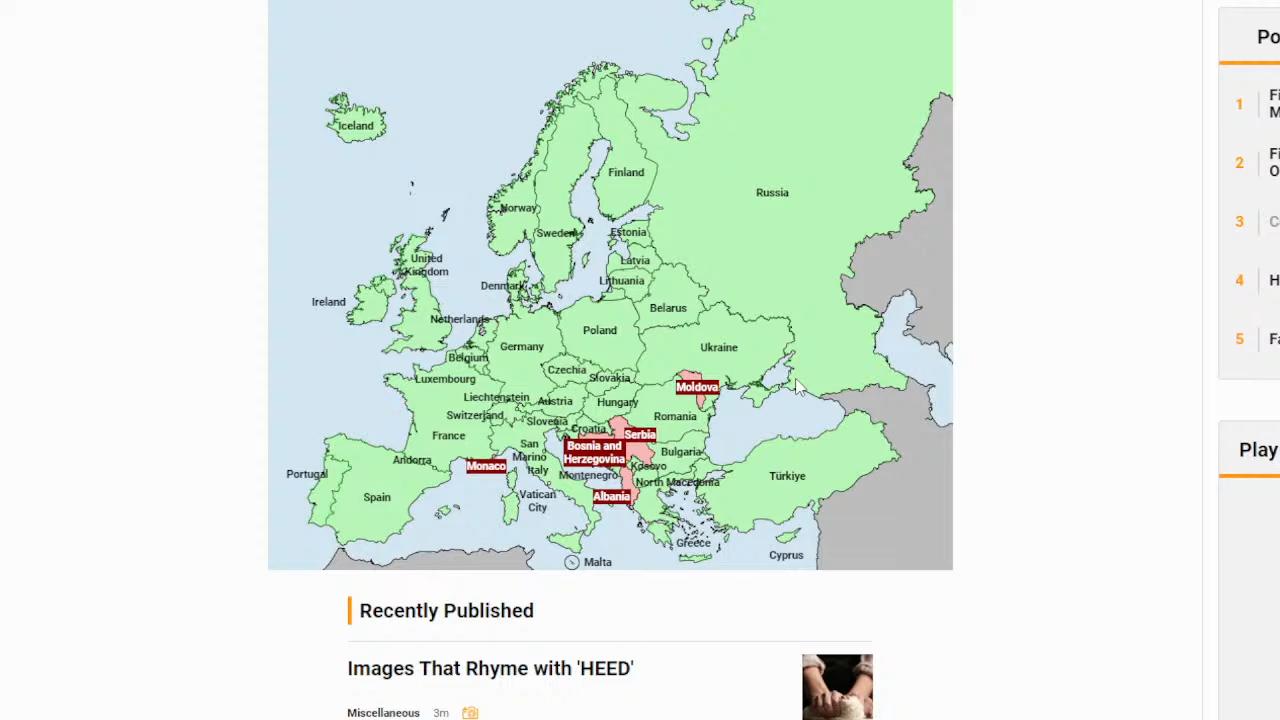 Iceland
Finland
Russia
Norway
Sweden
Estonia
Latvia
United
Kingdom
Lithuania
Denmark
Ireland
Belarus
Netherlands
Poland
Germany
Ukraine
Belgium
Czechia
Luxembourg
Slovakia
Moldova
Liechtenstein
Austria
Hungary
Switzerland
Romania
Slovenia
Croatia
France
Serbia
San
Marino
Bosnia and
Herzegovina
Bulgaria
Andorra
Monaco
Italy
Kosovo
Portugal
Montenegro
Türkiye
North Macedonia
Spain
Vatican
City
Albania
Greece
Cyprus
Malta
Recently Published
Images That Rhyme with 'HEED'
Miscellaneous 3m
Po
1 Fi
M
2 Fi
O
3 C
4 H
5 Fa
Play